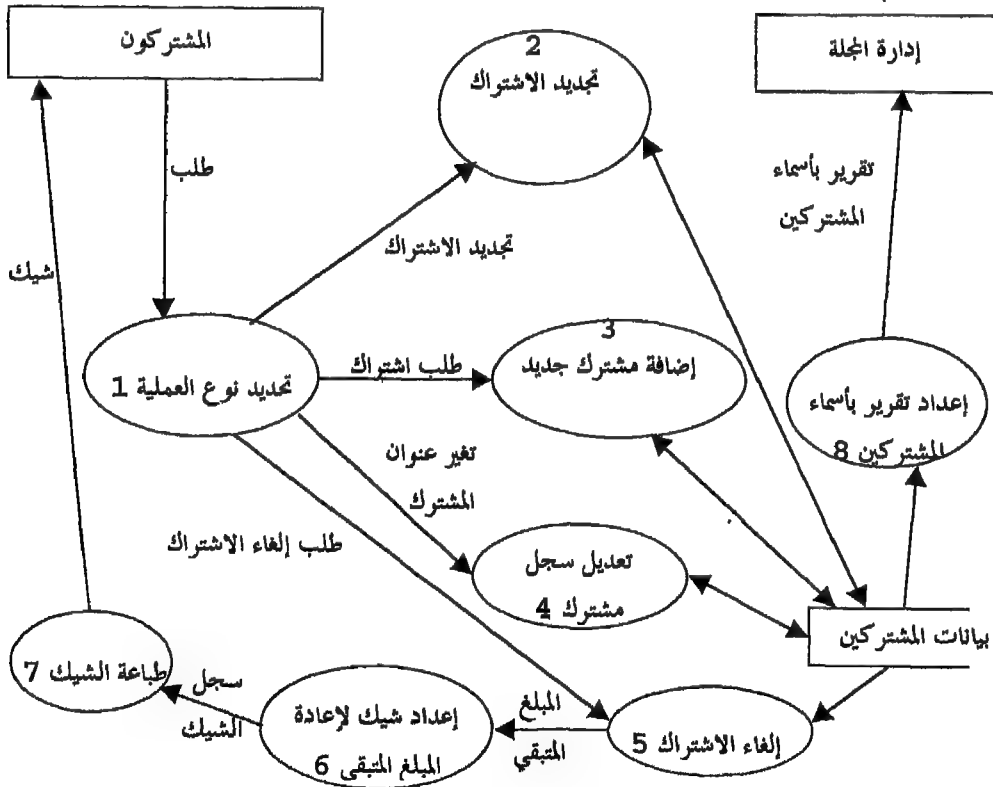 المشتركون
2
تجديد الاشتراك
إدارة المجلة
طلب
تقرير بأسماء
المشتركين
شيك
تجديد الاشتراك
3
إضافة مشترك جديد
طلب اشتراك
تحديد نوع العملية 1
إعداد تقرير بأسماء
المشتركين 8
تغير عنوان
المشترك
طلب إلغاء الاشتراك
تعديل سجل
مشترك 4
بيانات المشتركين
طباعة الشيك 7
سجل
الشيك
إعداد شيك لإعادة
المبلغ المتبقى 6
المبلغ
المتبقي
إلغاء الاشتراك 5